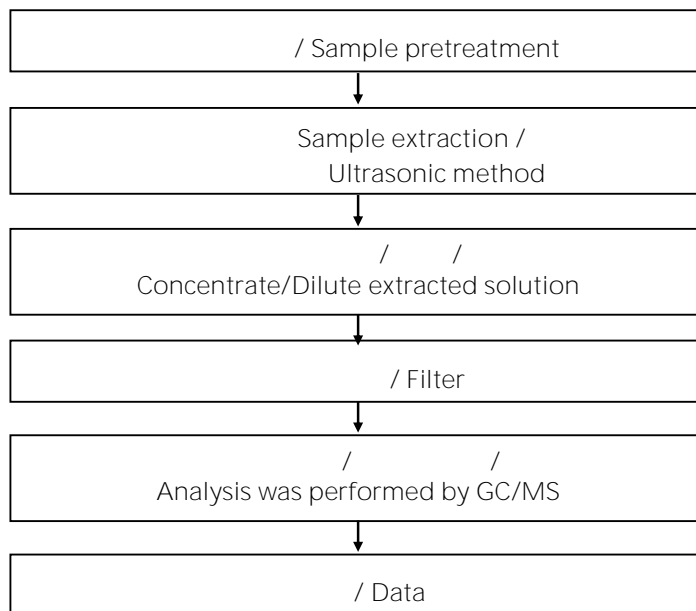 / Sample pretreatment
Sample extraction /
Ultrasonic method
/ / 
Concentrate/Dilute extracted solution
/ Filter
/ /
Analysis was performed by GC/MS
/ Data